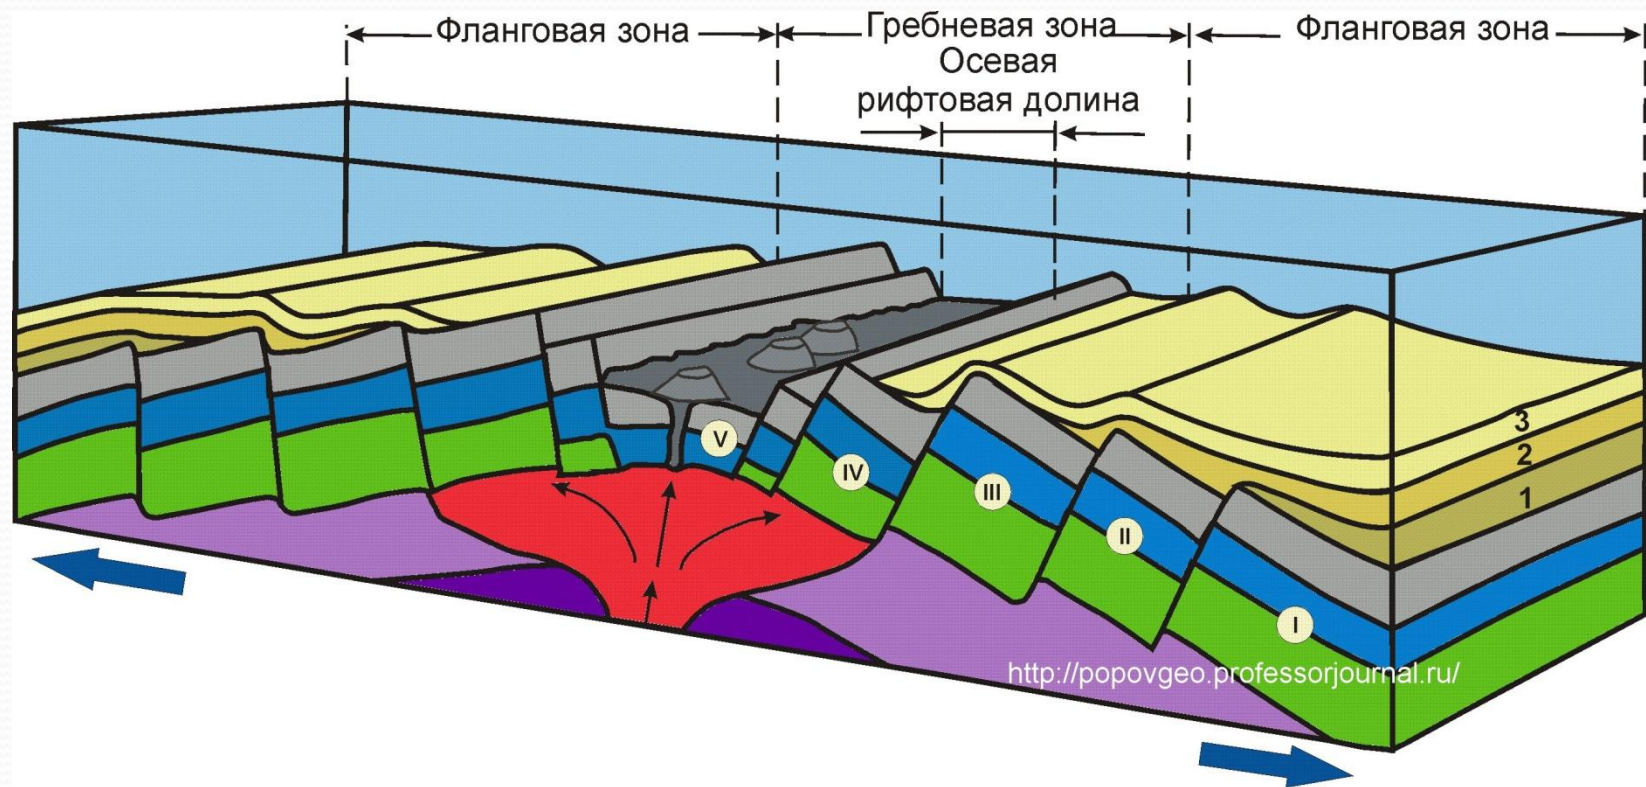 Фланговая зона
Гребневая зона
Фланговая зона
Осевая
рифтовая долина
3
2
1
V
IV
III
II
I
http://popovgeo.professorjournal.ru/